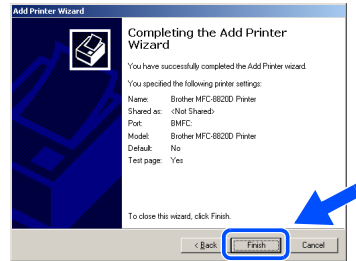 Add Printer Wizard
Completing the Add Printer
Wizard
You have successfully completed the Add Printer wizard.
You specified the following printer settings:
Name: Brother MFC-8820D Printer
Shared as: <Not Shared>
Port: BMFC:
Model: Brother MFC-8820D Printer
Default: No
Test page: Yes
To close this wizard, click Finish.
< Back Finish Cancel